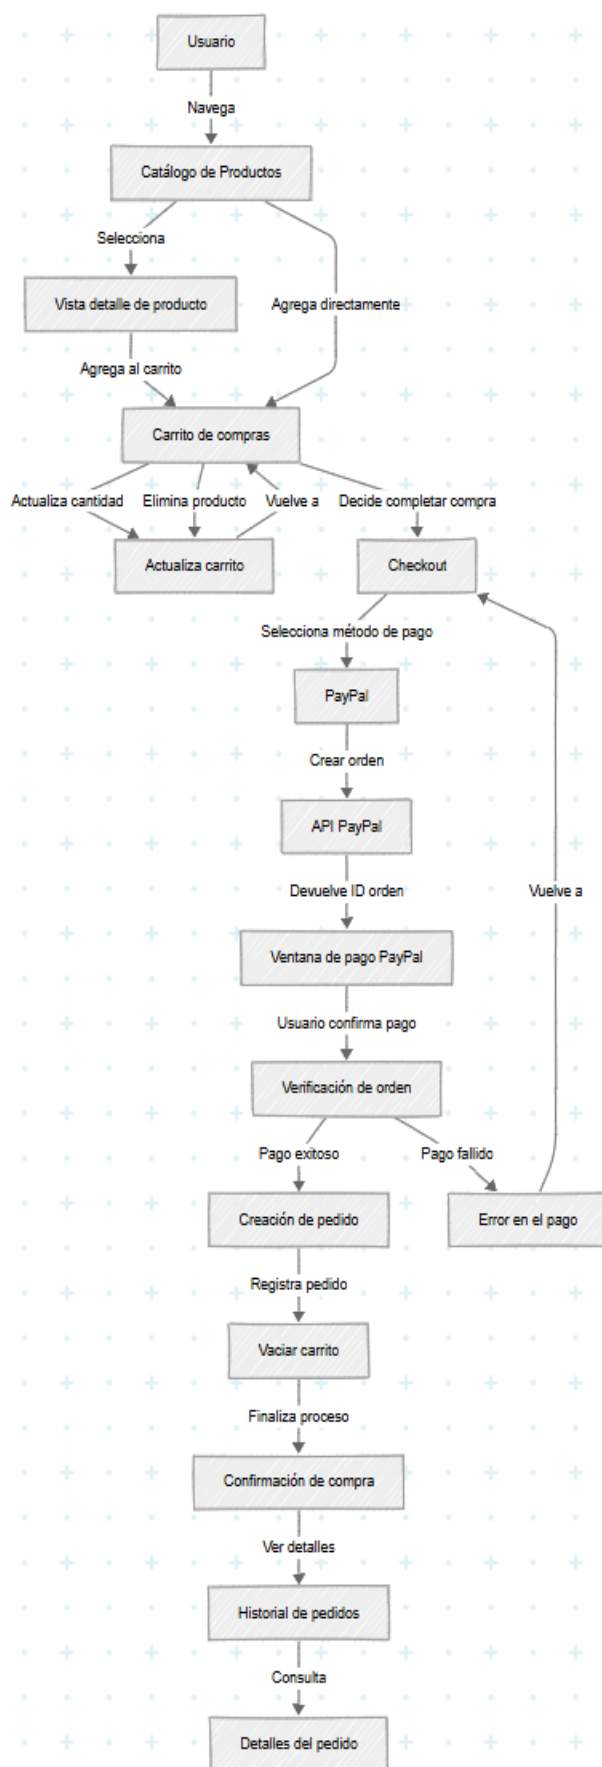 Usuario
Navega
Catálogo de Productos
Selecciona
Vista detalle de producto
Agrega directamente
Agrega al carrito
Carrito de compras
Actualiza cantidad
Elimina producto
Vuelve a
Decide completar compra
Actualiza carrito
Checkout
Selecciona método de pago
PayPal
Crear orden
API PayPal
Devuelve ID orden
Vuelve a
Ventana de pago PayPal
Usuario confirma pago
Verificación de orden
Pago exitoso
Pago fallido
Creación de pedido
Error en el pago
Registra pedido
Vaciar carrito
Finaliza proceso
Confirmación de compra
Ver detalles
Historial de pedidos
Consulta
Detalles del pedido